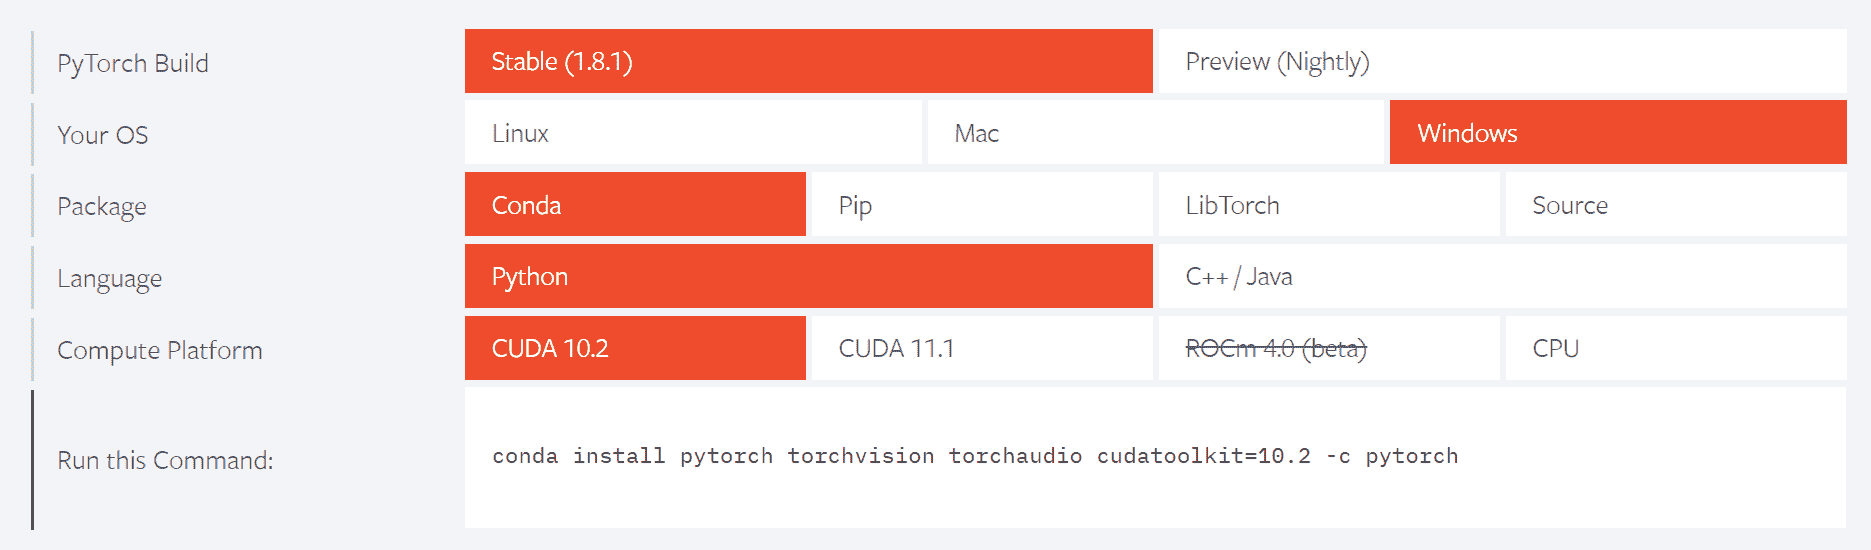 PyTorch Build
Stable (1.8.1)
Preview (Nightly)
Your OS
Linux
Mac
Windows
Package
Conda
Pip
LibTorch
Source
Language
Python
C++ / Java
Compute Platform
CUDA 10.2
CUDA 11.1
ROCm 4.0 (beta)
CPU
Run this Command:
conda install pytorch torchvision torchaudio cudatoolkit=10.2 -c pytorch